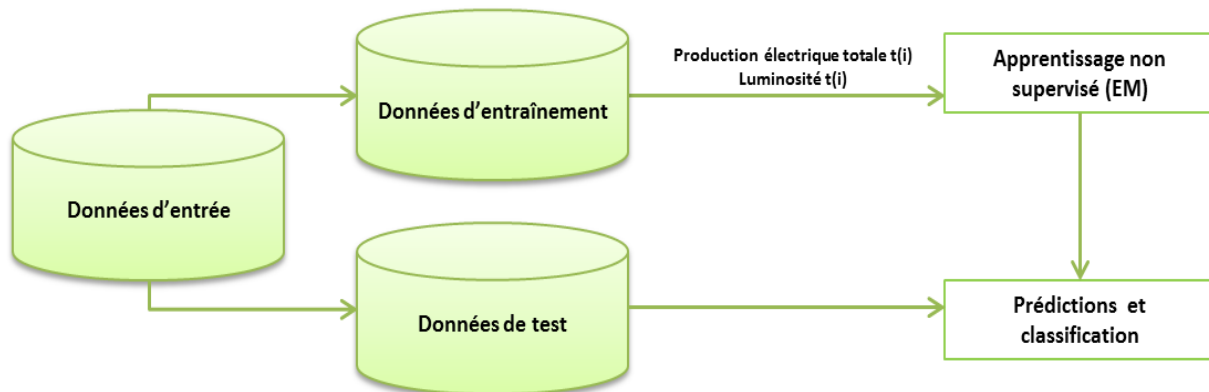 Production électrique totale t(i)
Luminosité t(i)
Apprentissage non
supervisé (EM)
Données d'entraînement
Données d'entrée
Données de test
Prédictions et
classification